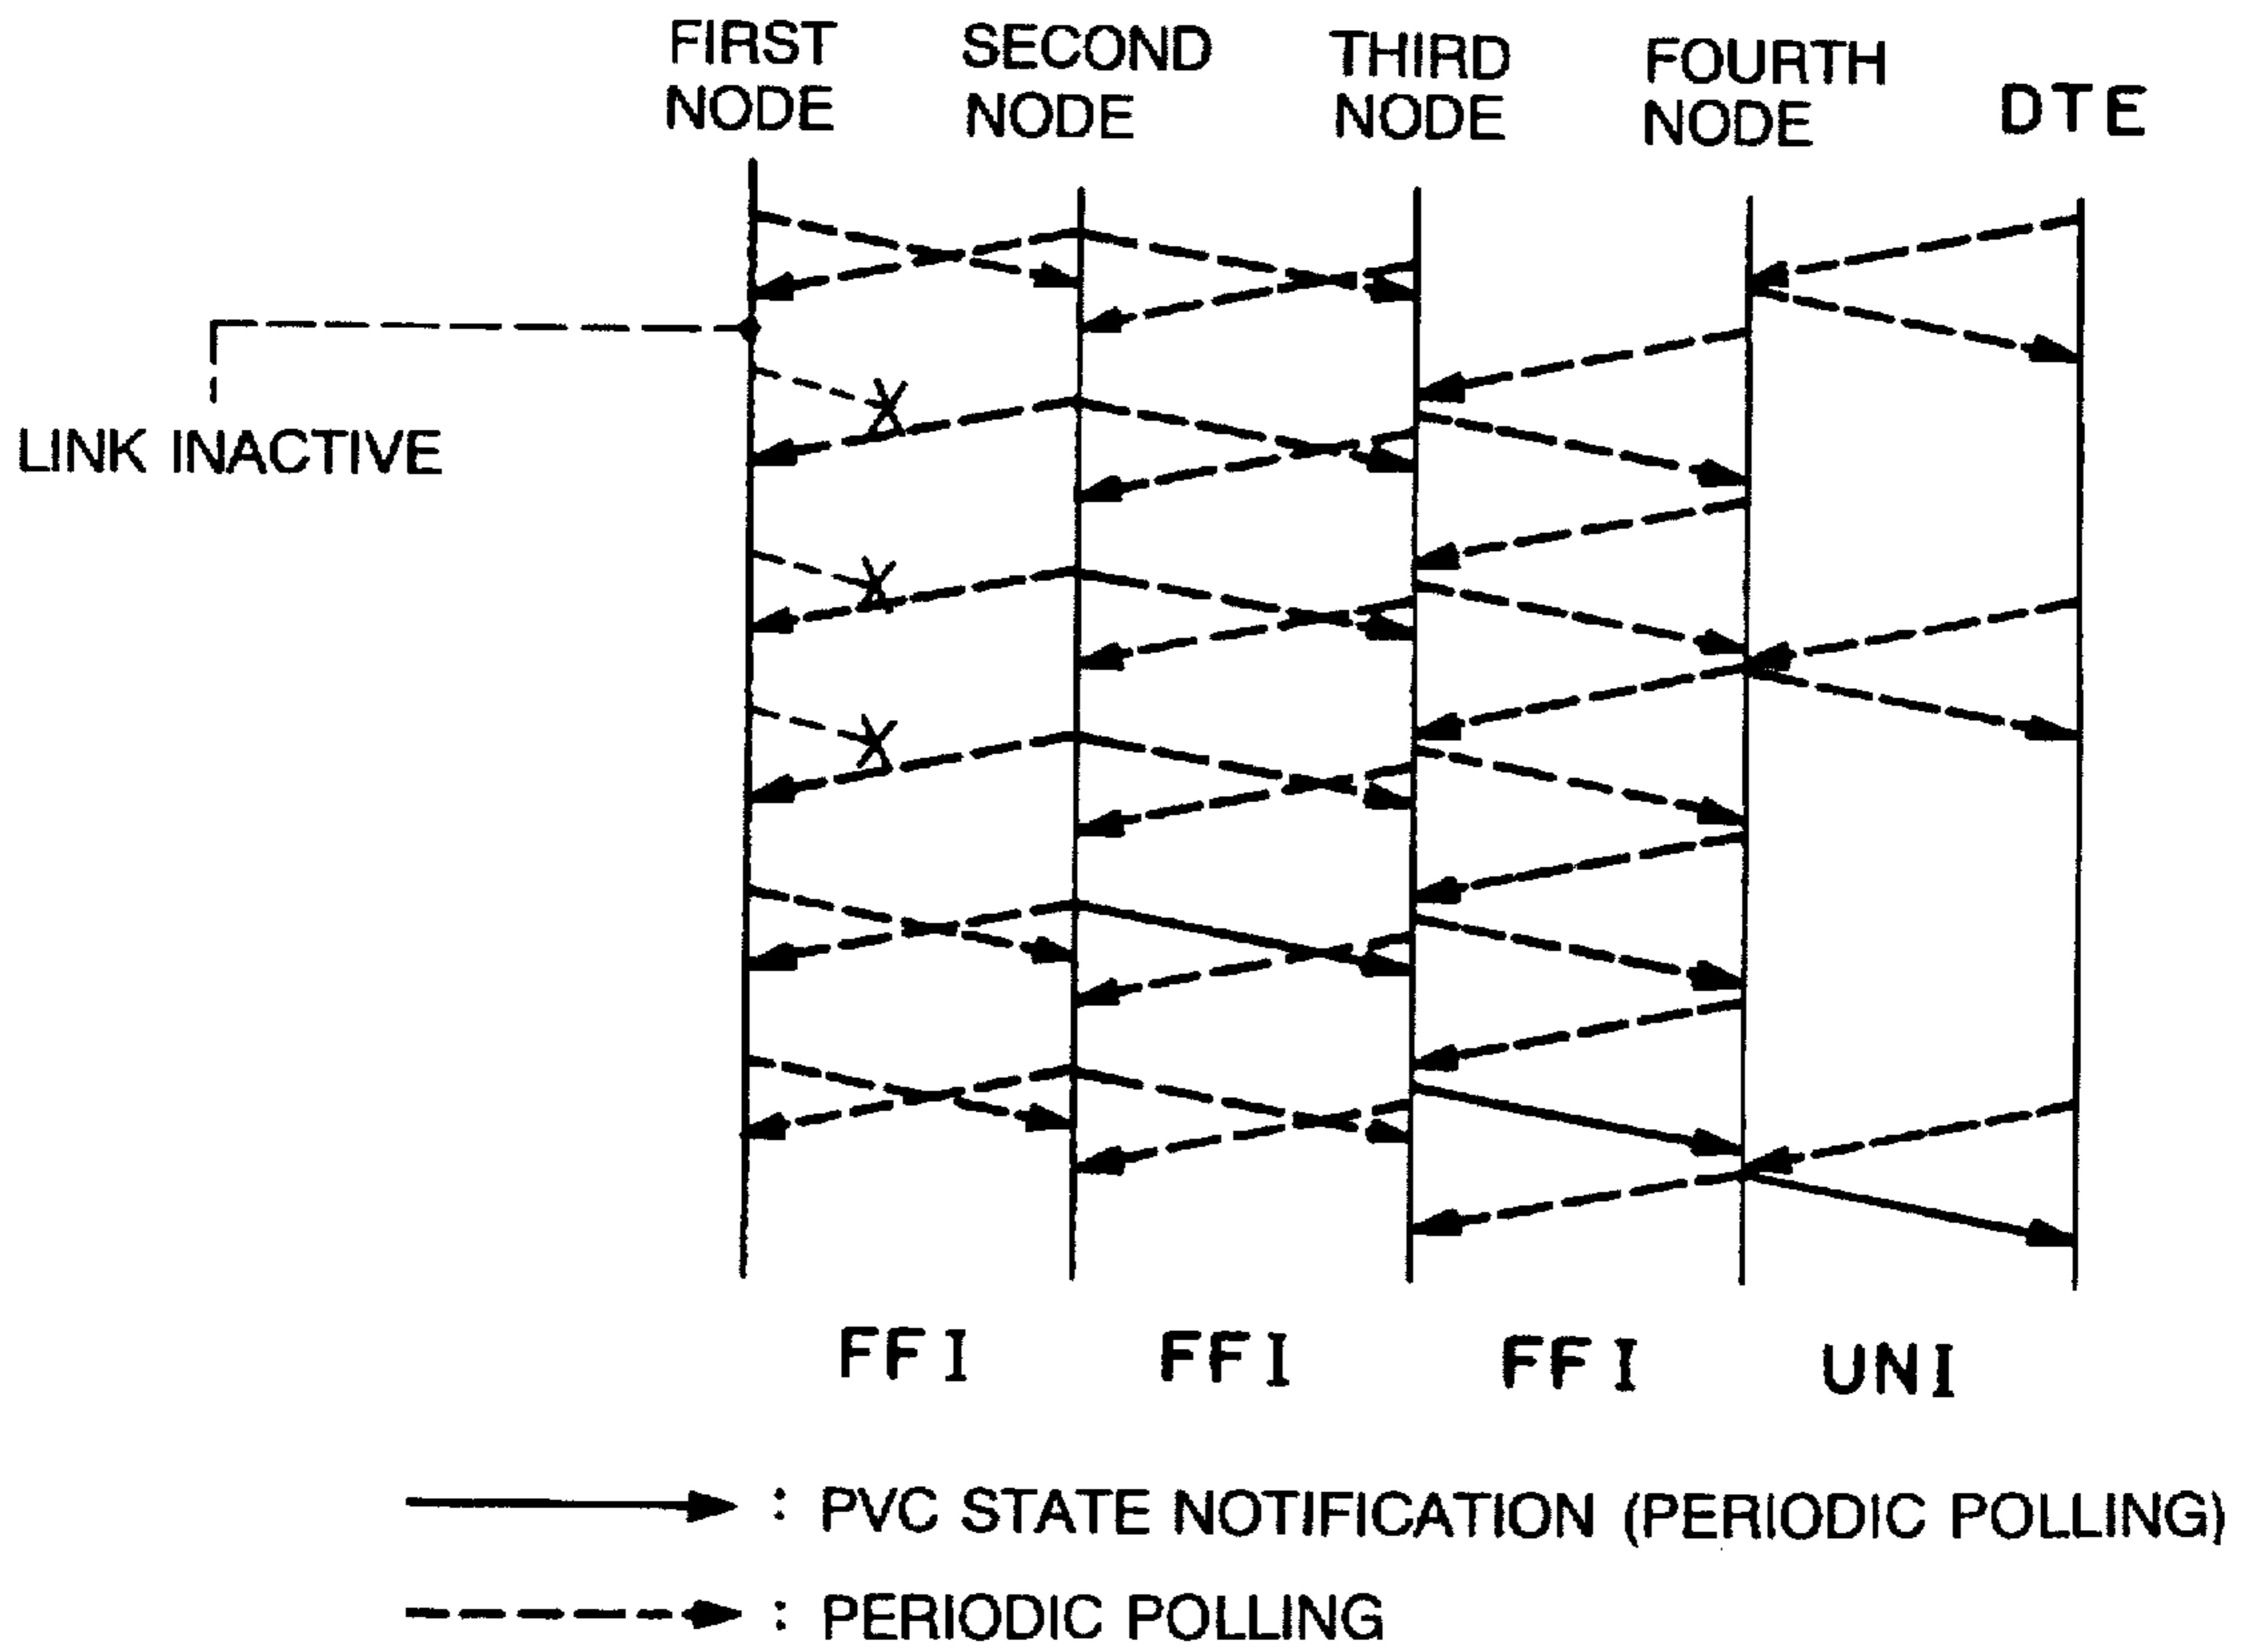 FIRST
NODE
SECOND
NODE
THIRD
NODE
FOURTH
NODE
DTE
LINK INACTIVE
FFI
FFI
FFI
UNI
: PVC STATE NOTIFICATION (PERIODIC POLLING)
: PERIODIC POLLING